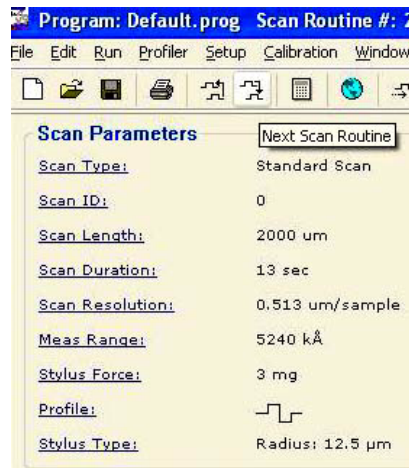 Program: Default.prog Scan Routine #: 2
File Edit Run Profiler Setup Calibration Window
Scan Parameters
Next Scan Routine
Scan Type: Standard Scan
Scan ID: 0
Scan Length: 2000 um
Scan Duration: 13 sec
Scan Resolution: 0.513 um/sample
Meas Range: 5240 kÅ
Stylus Force: 3 mg
Profile:
Stylus Type: Radius: 12.5 µm